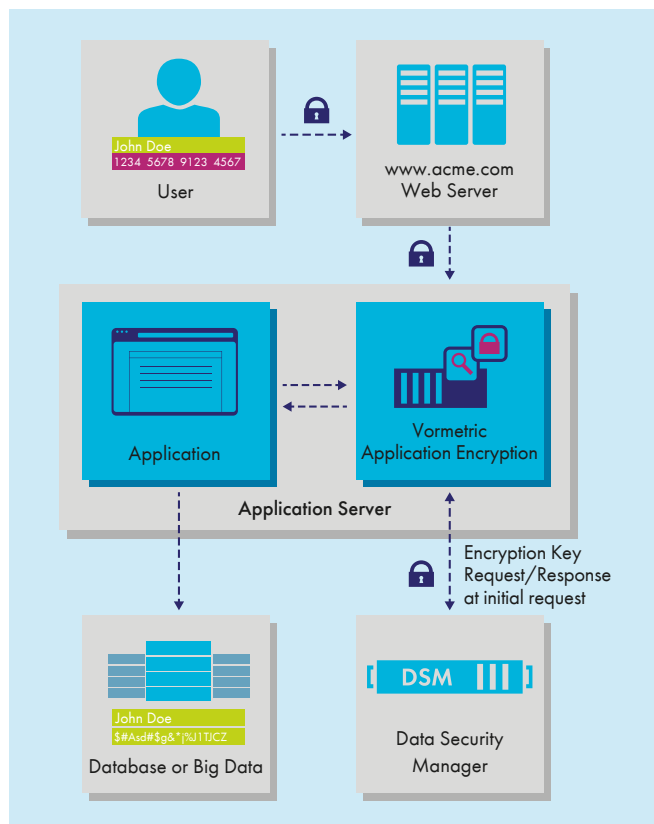 John Doe
1234 5678 9123 4567
User
www.acme.com
Web Server
Application
Vormetric
Application Encryption
Application Server
Encryption Key
Request/Response
at initial request
John Doe
$#Asd#$g&*j%J1TJCZ
Database or Big Data
DSM
Data Security
Manager